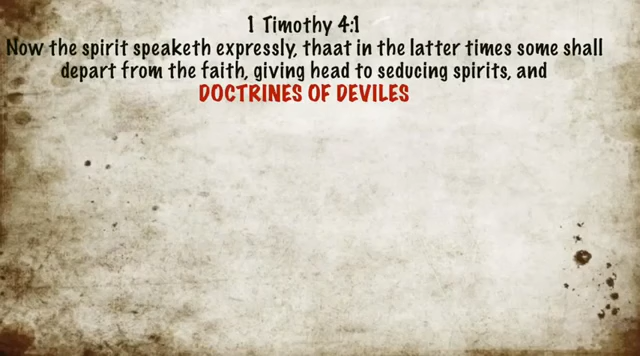 1 Timothy 4:1
Now the spirit speaketh expressly, thaat in the latter times some shall
depart from the faith, giving head to seducing spirits, and
DOCTRINES OF DEVILES